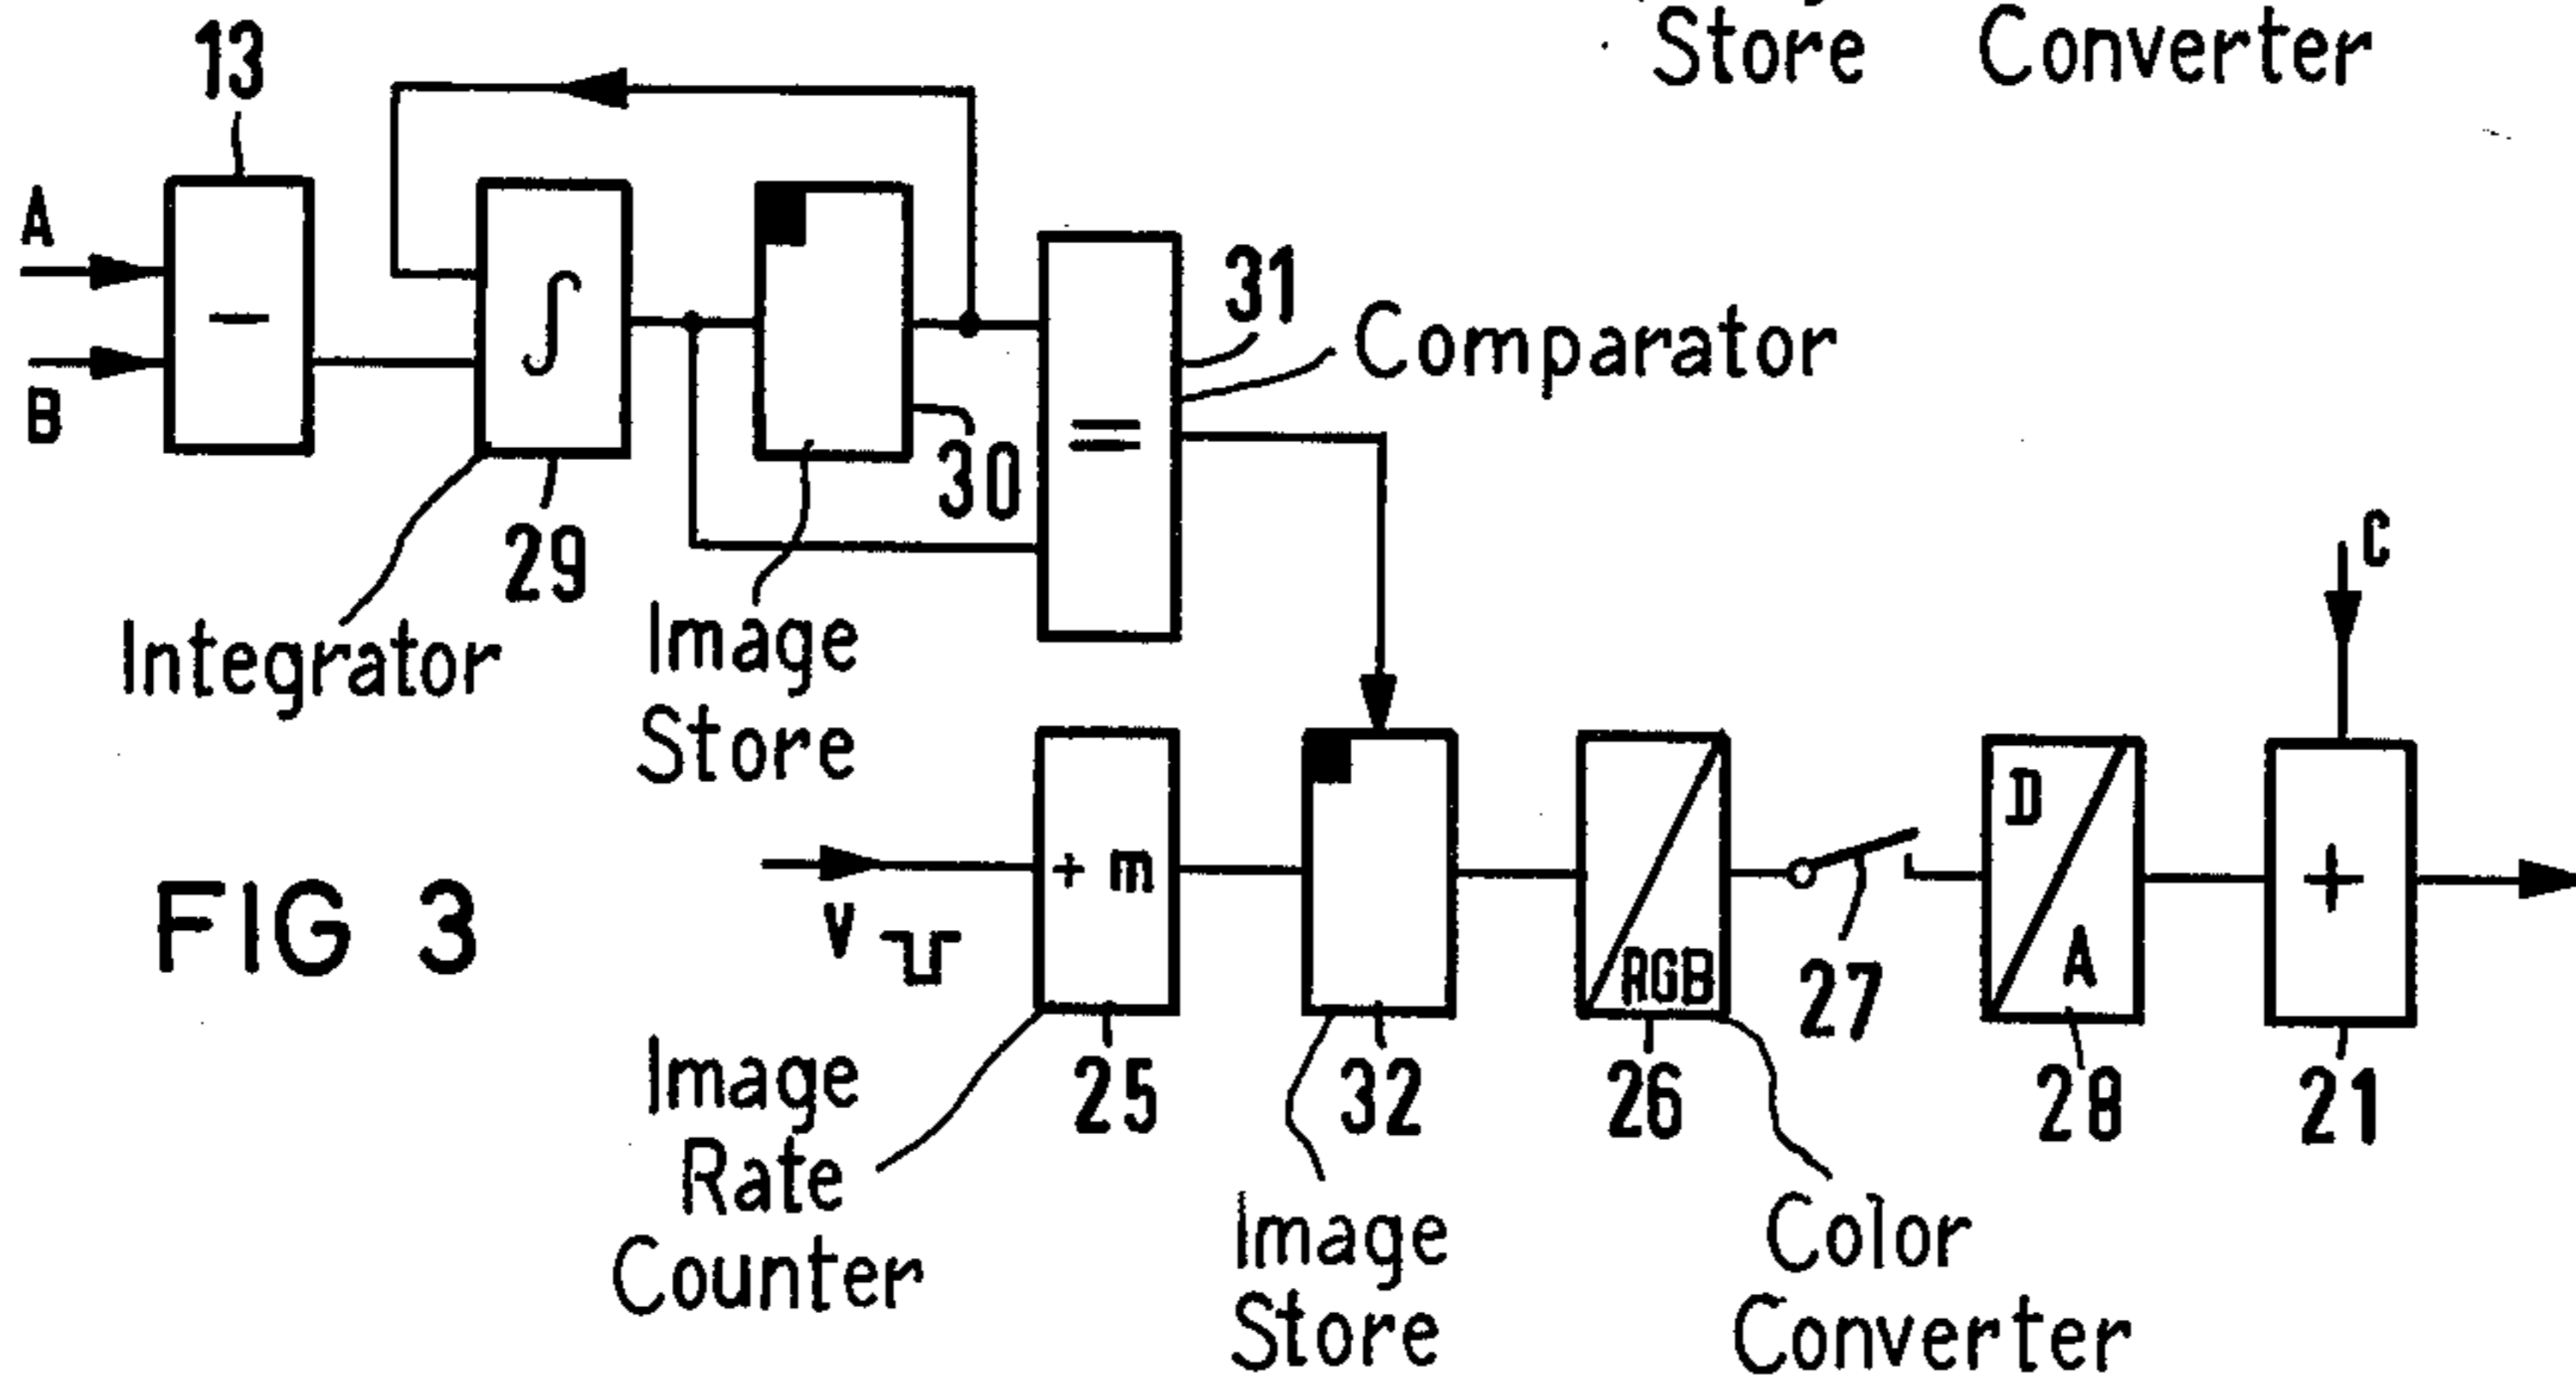 Store Converter
13
A
B
31
Comparator
30
29
Integrator
Image
Store
C
FIG 3
V
+ m
RGB
D
A
27
25
32
26
28
21
Image
Rate
Counter
Image
Store
Color
Converter